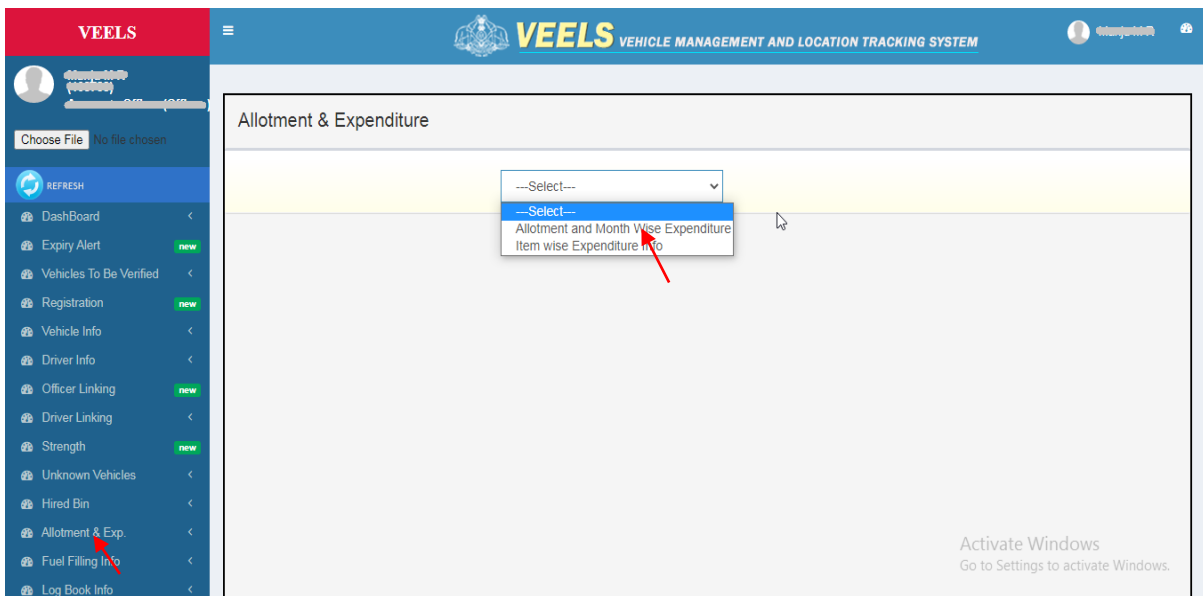 VEELS
VEELS VEHICLE MANAGEMENT AND LOCATION TRACKING SYSTEM
Choose File No file chosen
REFRESH
DashBoard
Expiry Alert new
Vehicles To Be Verified
Registration new
Vehicle Info
Driver Info
Officer Linking new
Driver Linking
Strength new
Unknown Vehicles
Hired Bin
Allotment & Exp.
Fuel Filling Info
Log Book Info
Allotment & Expenditure
---Select---
---Select---
Allotment and Month Wise Expenditure
Item wise Expenditure Info
Activate Windows
Go to Settings to activate Windows.